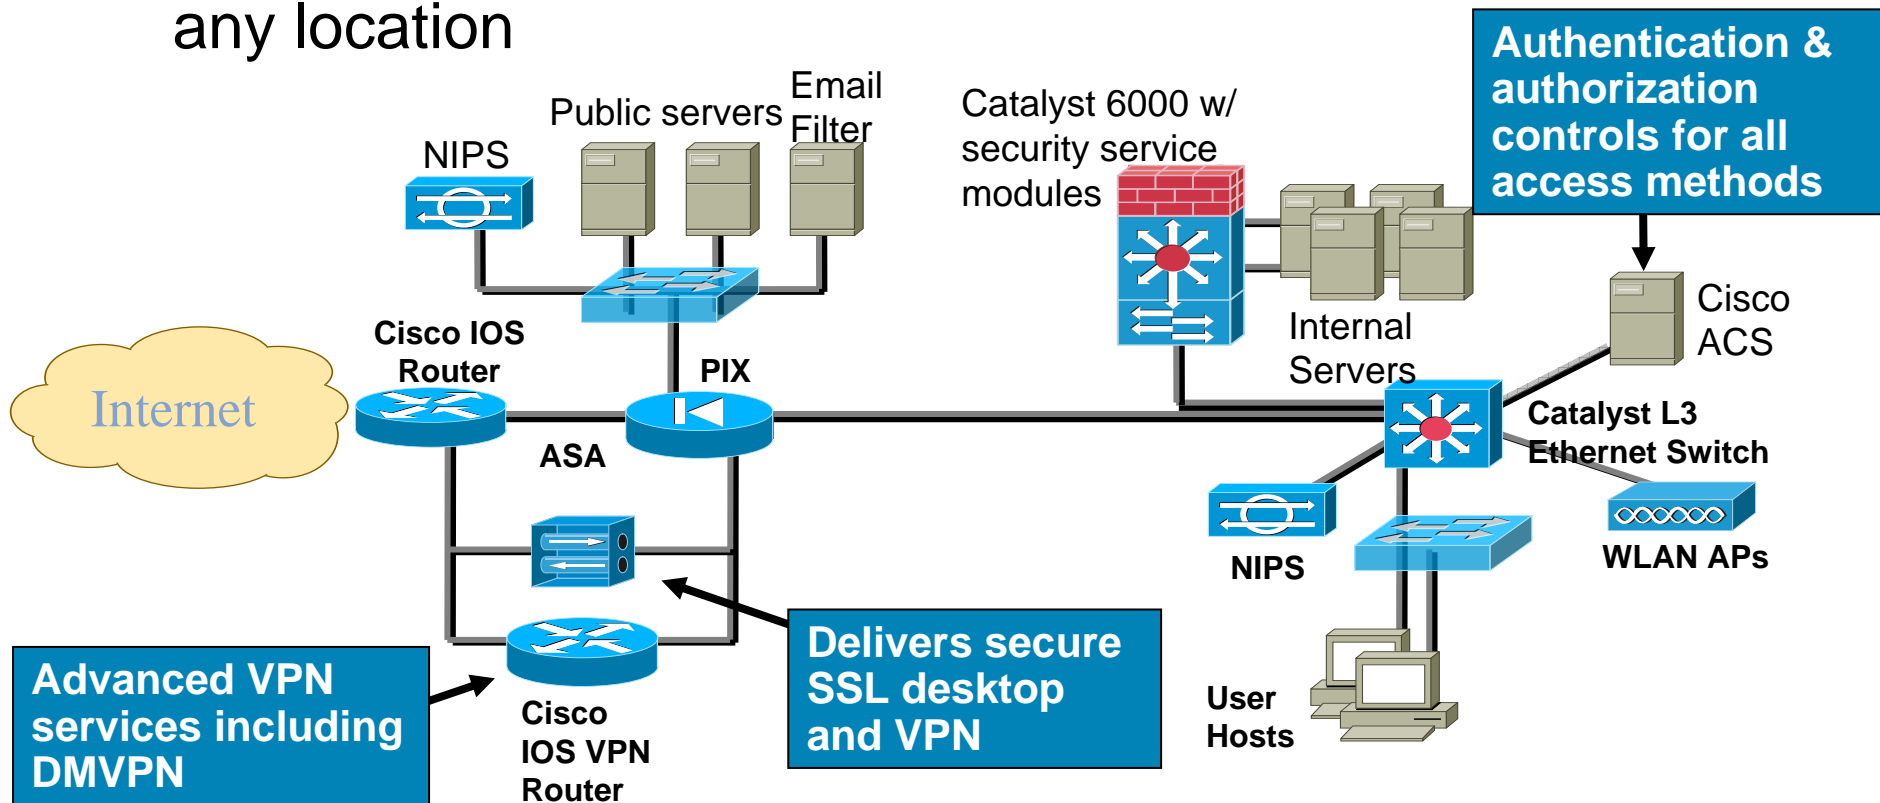 any location
Authentication &
authorization
controls for all
access methods
Email
Filter
Public servers
NIPS
Catalyst 6000 w/
security service
modules
Internal
Servers
Cisco
ACS
Cisco IOS
Router
PIX
Internet
ASA
Catalyst L3
Ethernet Switch
NIPS
WLAN APs
Delivers secure
SSL desktop
and VPN
Advanced VPN
services including
DMVPN
Cisco
IOS VPN
Router
User
Hosts